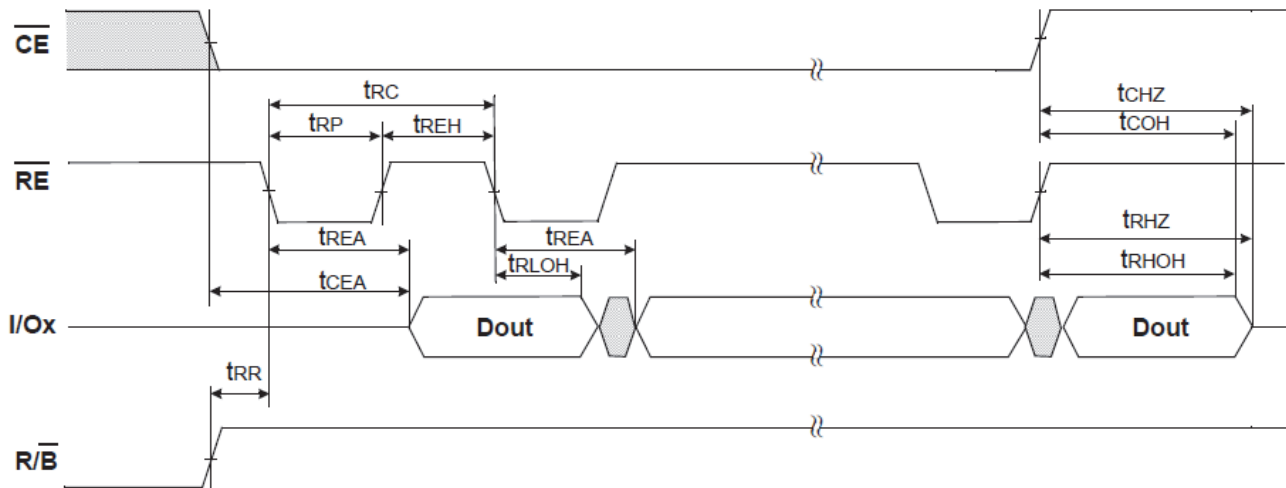 CE
tRC
tCHZ
tRP
tREH
tCOH
RE
tREA
tREA
tRHZ
tRLOH
tRHOH
tCEA
I/Ox
Dout
Dout
tRR
R/B